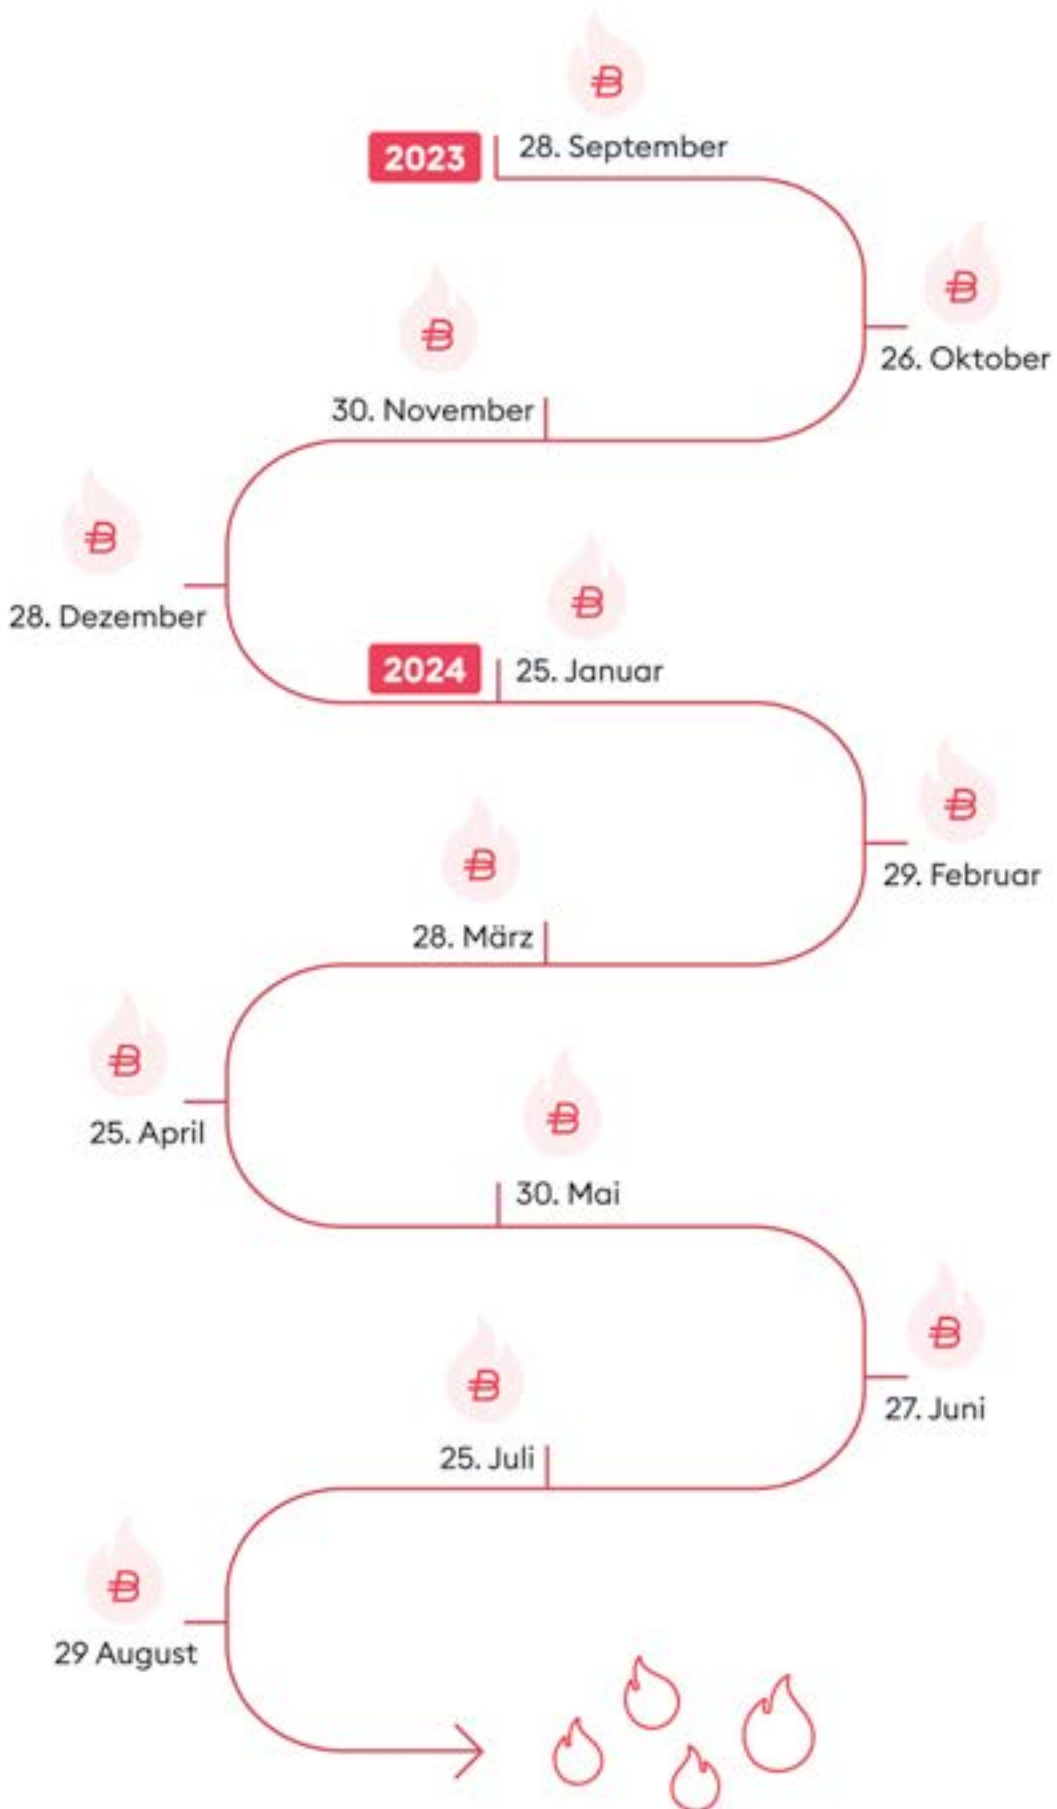 2023
28. September
26. Oktober
30. November
28. Dezember
2024
25. Januar
29. Februar
28. März
25. April
30. Mai
27. Juni
25. Juli
29 August